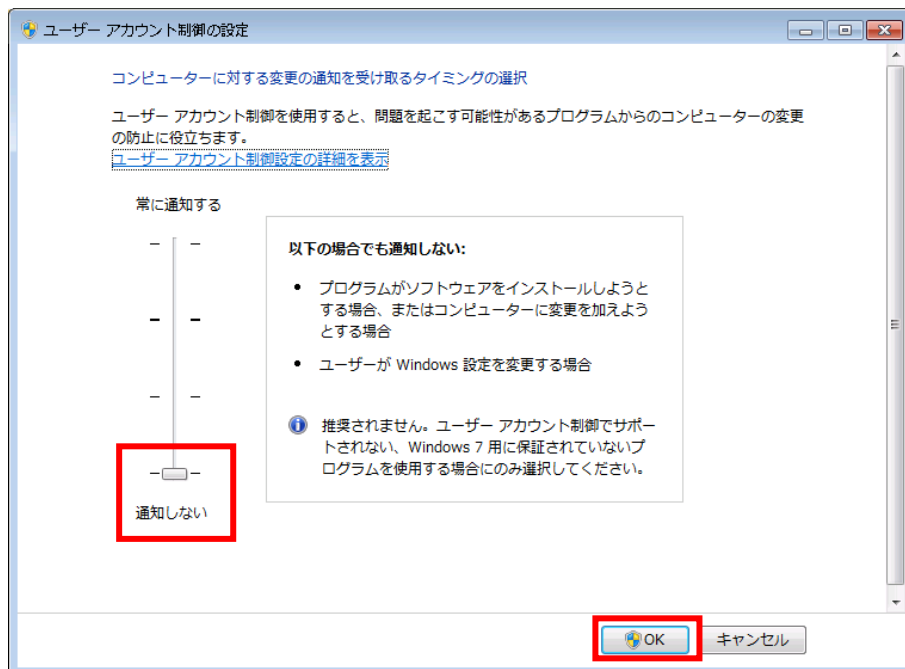 ユーザー アカウント制御の設定
コンピューターに対する変更の通知を受け取るタイミングの選択
ユーザー アカウント制御を使用すると、問題を起こす可能性があるプログラムからのコンピューターの変更
の防止に役立ちます。
ユーザー アカウント制御設定の詳細を表示
常に通知する
以下の場合でも通知しない:
• プログラムがソフトウェアをインストールしようと
する場合、またはコンピューターに変更を加えよう
とする場合
• ユーザーが Windows 設定を変更する場合
推奨されません。ユーザー アカウント制御でサポー
トされない、Windows 7 用に保証されていないプ
ログラムを使用する場合にのみ選択してください。
通知しない
OK
キャンセル